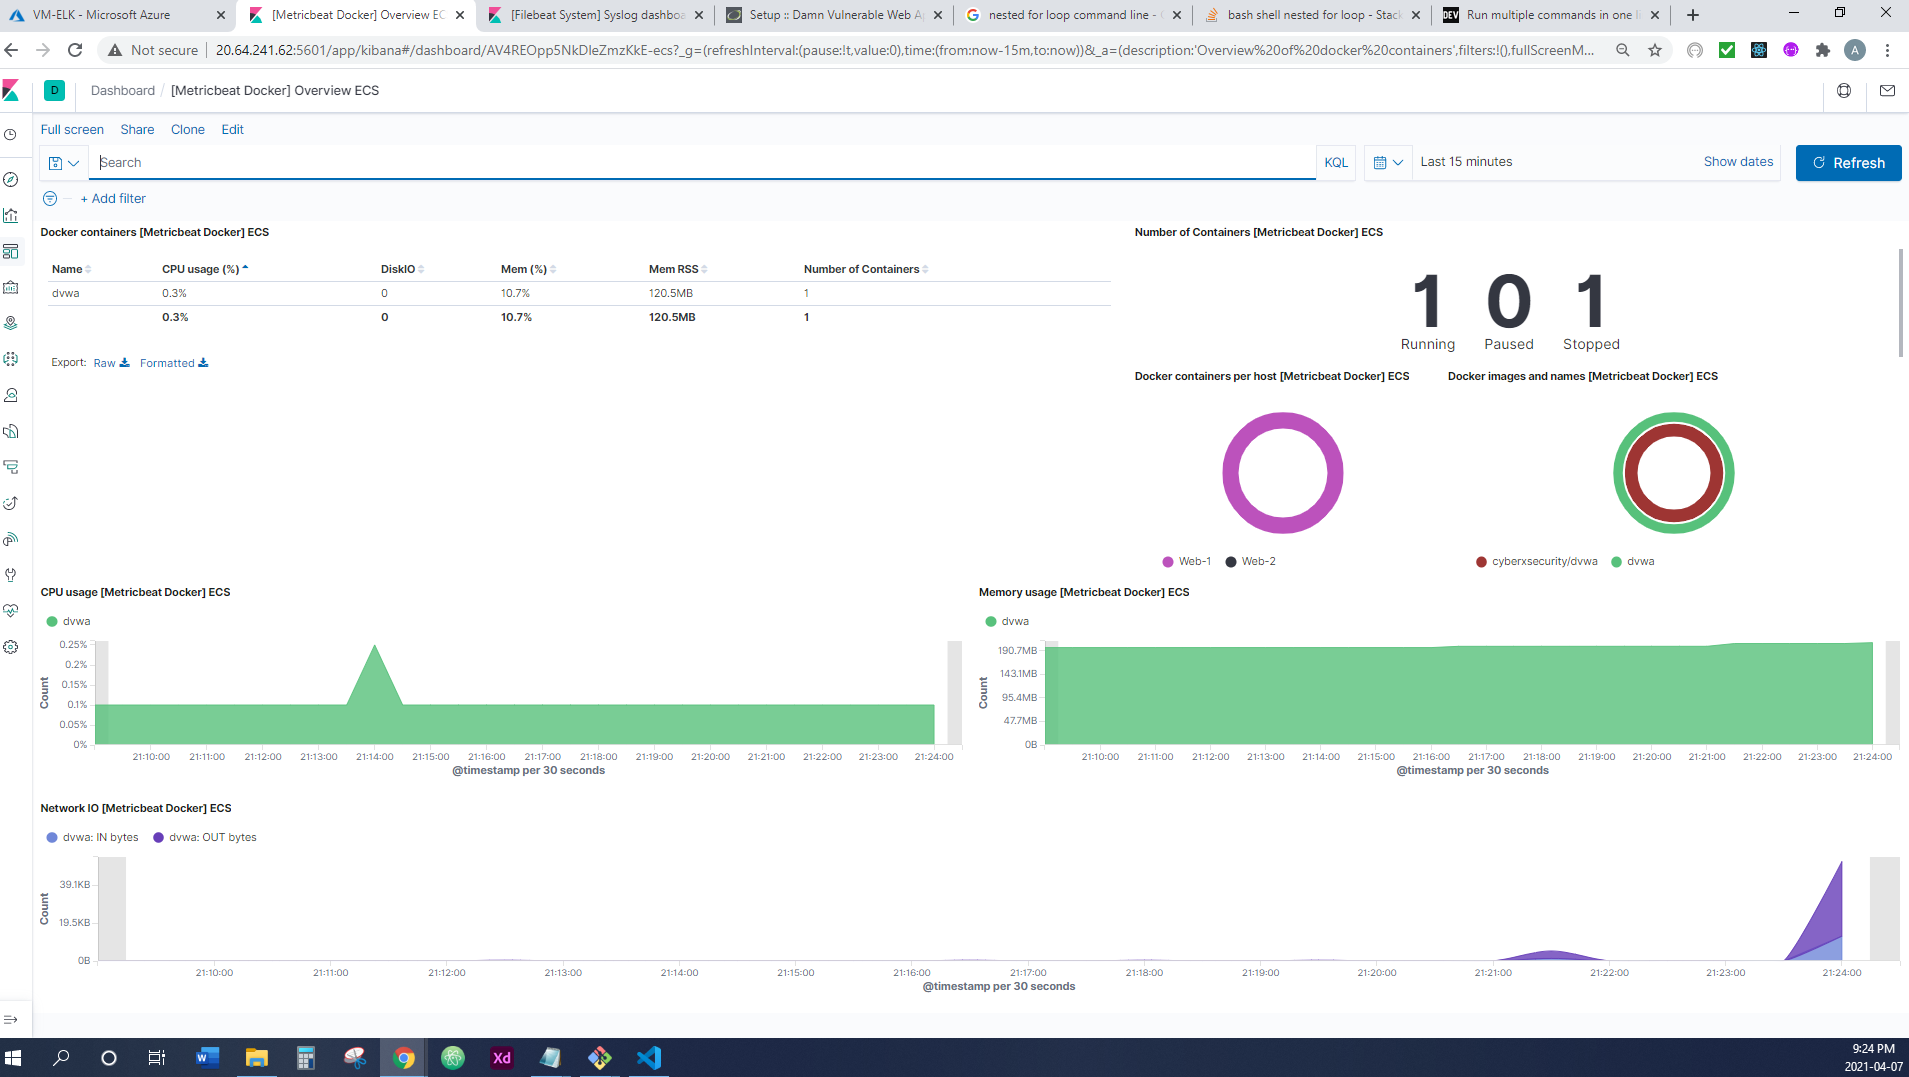 VM-ELK - Microsoft Azure
[Metricbeat Docker] Overview EC
[Filebeat System] Syslog dashboa
Setup :: Damn Vulnerable Web A
nested for loop command line -
bash shell nested for loop - Stack
DEV
Run multiple commands in one l
Not secure
20.64.241.62:5601/app/kibana#/dashboard/AV4REOpp5NkDleZmzKkE-ecs?_g=(refreshInterval:(pause:!t,value:0),time:(from:now-15m,to:now))&_a=(description:'Overview%20of%20docker%20containers',filters:!(),fullScreenM...
A
D
Dashboard / [Metricbeat Docker] Overview ECS
Full screen Share Clone Edit
Search
KQL
Last 15 minutes
Show dates
Refresh
+ Add filter
Docker containers [Metricbeat Docker] ECS
Name CPU usage (%) DiskIO Mem (%) Mem RSS Number of Containers
dvwa 0.3% 0 10.7% 120.5MB 1
0.3% 0 10.7% 120.5MB 1
Export: Raw Formatted
Number of Containers [Metricbeat Docker] ECS
1 0 1
Running Paused Stopped
Docker containers per host [Metricbeat Docker] ECS
Web-1 Web-2
Docker images and names [Metricbeat Docker] ECS
cyberxsecurity/dvwa dvwa
CPU usage [Metricbeat Docker] ECS
dvwa
Count
0.25%
0.2%
0.15%
0.1%
0.05%
0%
21:10:00 21:11:00 21:12:00 21:13:00 21:14:00 21:15:00 21:16:00 21:17:00 21:18:00 21:19:00 21:20:00 21:21:00 21:22:00 21:23:00 21:24:00
@timestamp per 30 seconds
Memory usage [Metricbeat Docker] ECS
dvwa
Count
190.7MB
143.1MB
95.4MB
47.7MB
0B
21:10:00 21:11:00 21:12:00 21:13:00 21:14:00 21:15:00 21:16:00 21:17:00 21:18:00 21:19:00 21:20:00 21:21:00 21:22:00 21:23:00 21:24:00
@timestamp per 30 seconds
Network IO [Metricbeat Docker] ECS
dvwa: IN bytes dvwa: OUT bytes
Count
39.1KB
19.5KB
0B
21:10:00 21:11:00 21:12:00 21:13:00 21:14:00 21:15:00 21:16:00 21:17:00 21:18:00 21:19:00 21:20:00 21:21:00 21:22:00 21:23:00 21:24:00
@timestamp per 30 seconds
W
Xd
9:24 PM
2021-04-07